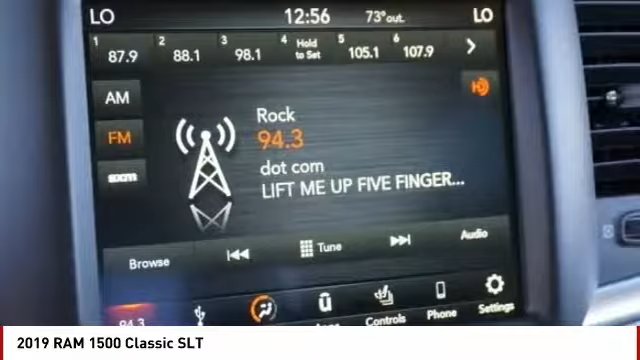 LO 12:56 73°out. LO
1 87.9 2 88.1 3 98.1 4 Hold to Set 5 105.1 6 107.9
AM
FM
sxm
HD
Rock
94.3
dot com
LIFT ME UP FIVE FINGER...
Browse Tune Audio
94.3 Controls Phone Settings
2019 RAM 1500 Classic SLT